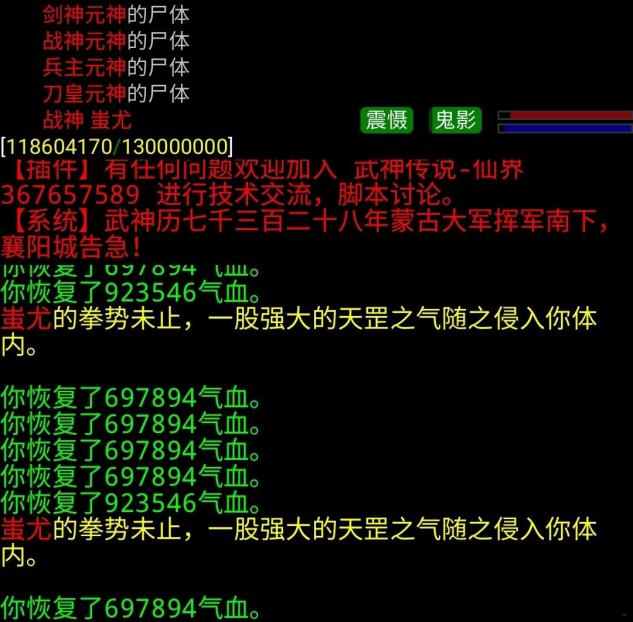 剑神元神的尸体
战神元神的尸体
兵主元神的尸体
刀皇元神的尸体
战神 蚩尤
震慑 鬼影
[118604170/130000000]
【插件】有任何问题欢迎加入 武神传说-仙界
367657589 进行技术交流，脚本讨论。
【系统】武神历七千三百二十八年蒙古大军挥军南下，
襄阳城告急！
你恢复了697894气血。
你恢复了923546气血。
蚩尤的拳势未止，一股强大的天罡之气随之侵入你体
内。
你恢复了697894气血。
你恢复了697894气血。
你恢复了697894气血。
你恢复了697894气血。
你恢复了923546气血。
蚩尤的拳势未止，一股强大的天罡之气随之侵入你体
内。
你恢复了697894气血。